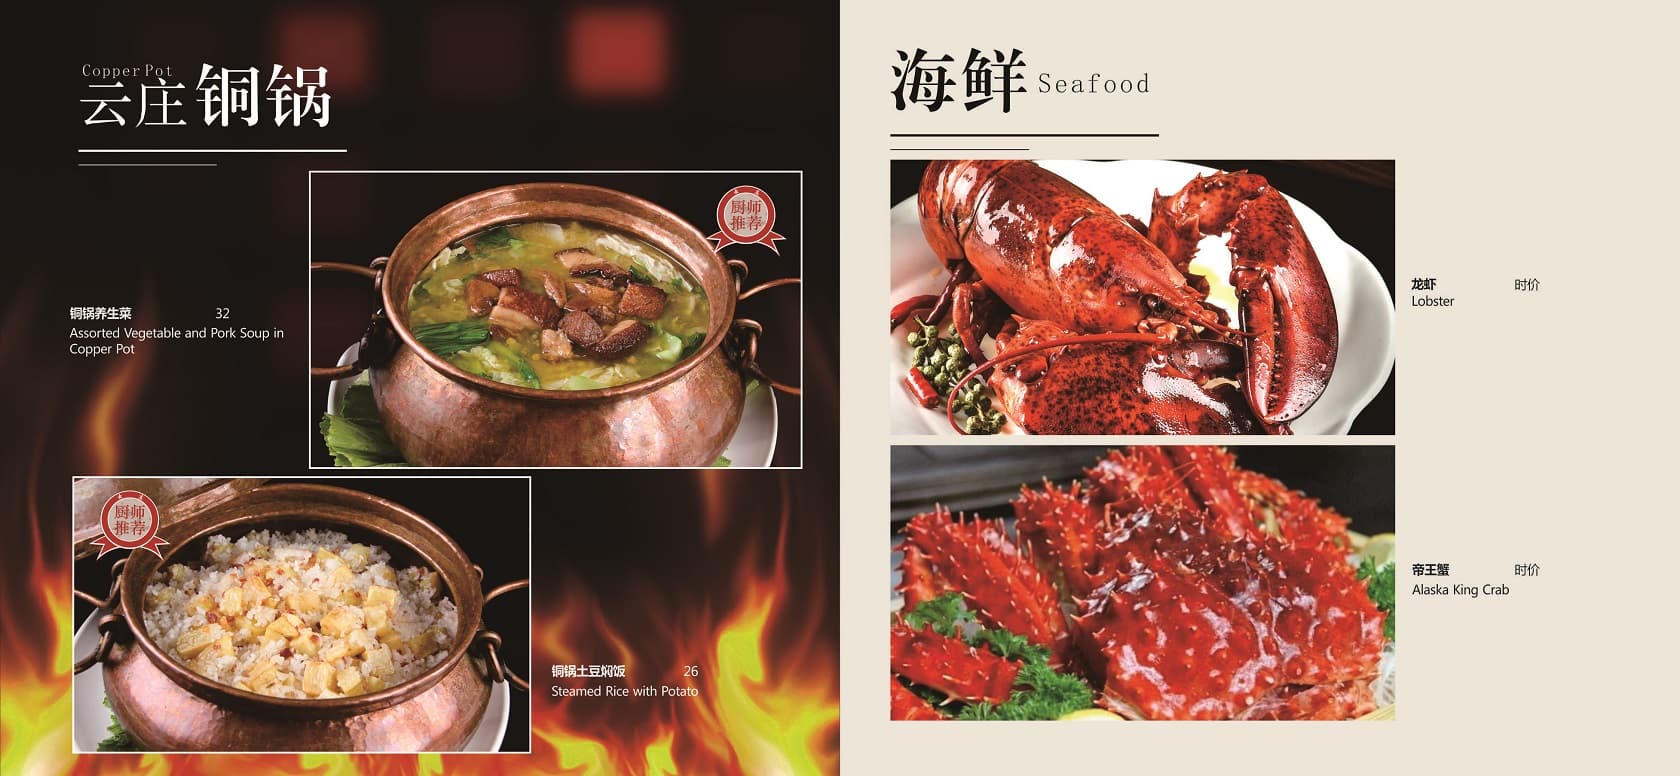 Copper Pot
云庄铜锅
厨师
推荐
铜锅养生菜 32
Assorted Vegetable and Pork Soup in
Copper Pot
厨师
推荐
铜锅土豆焖饭 26
Steamed Rice with Potato
海鲜 Seafood
龙虾 时价
Lobster
帝王蟹 时价
Alaska King Crab